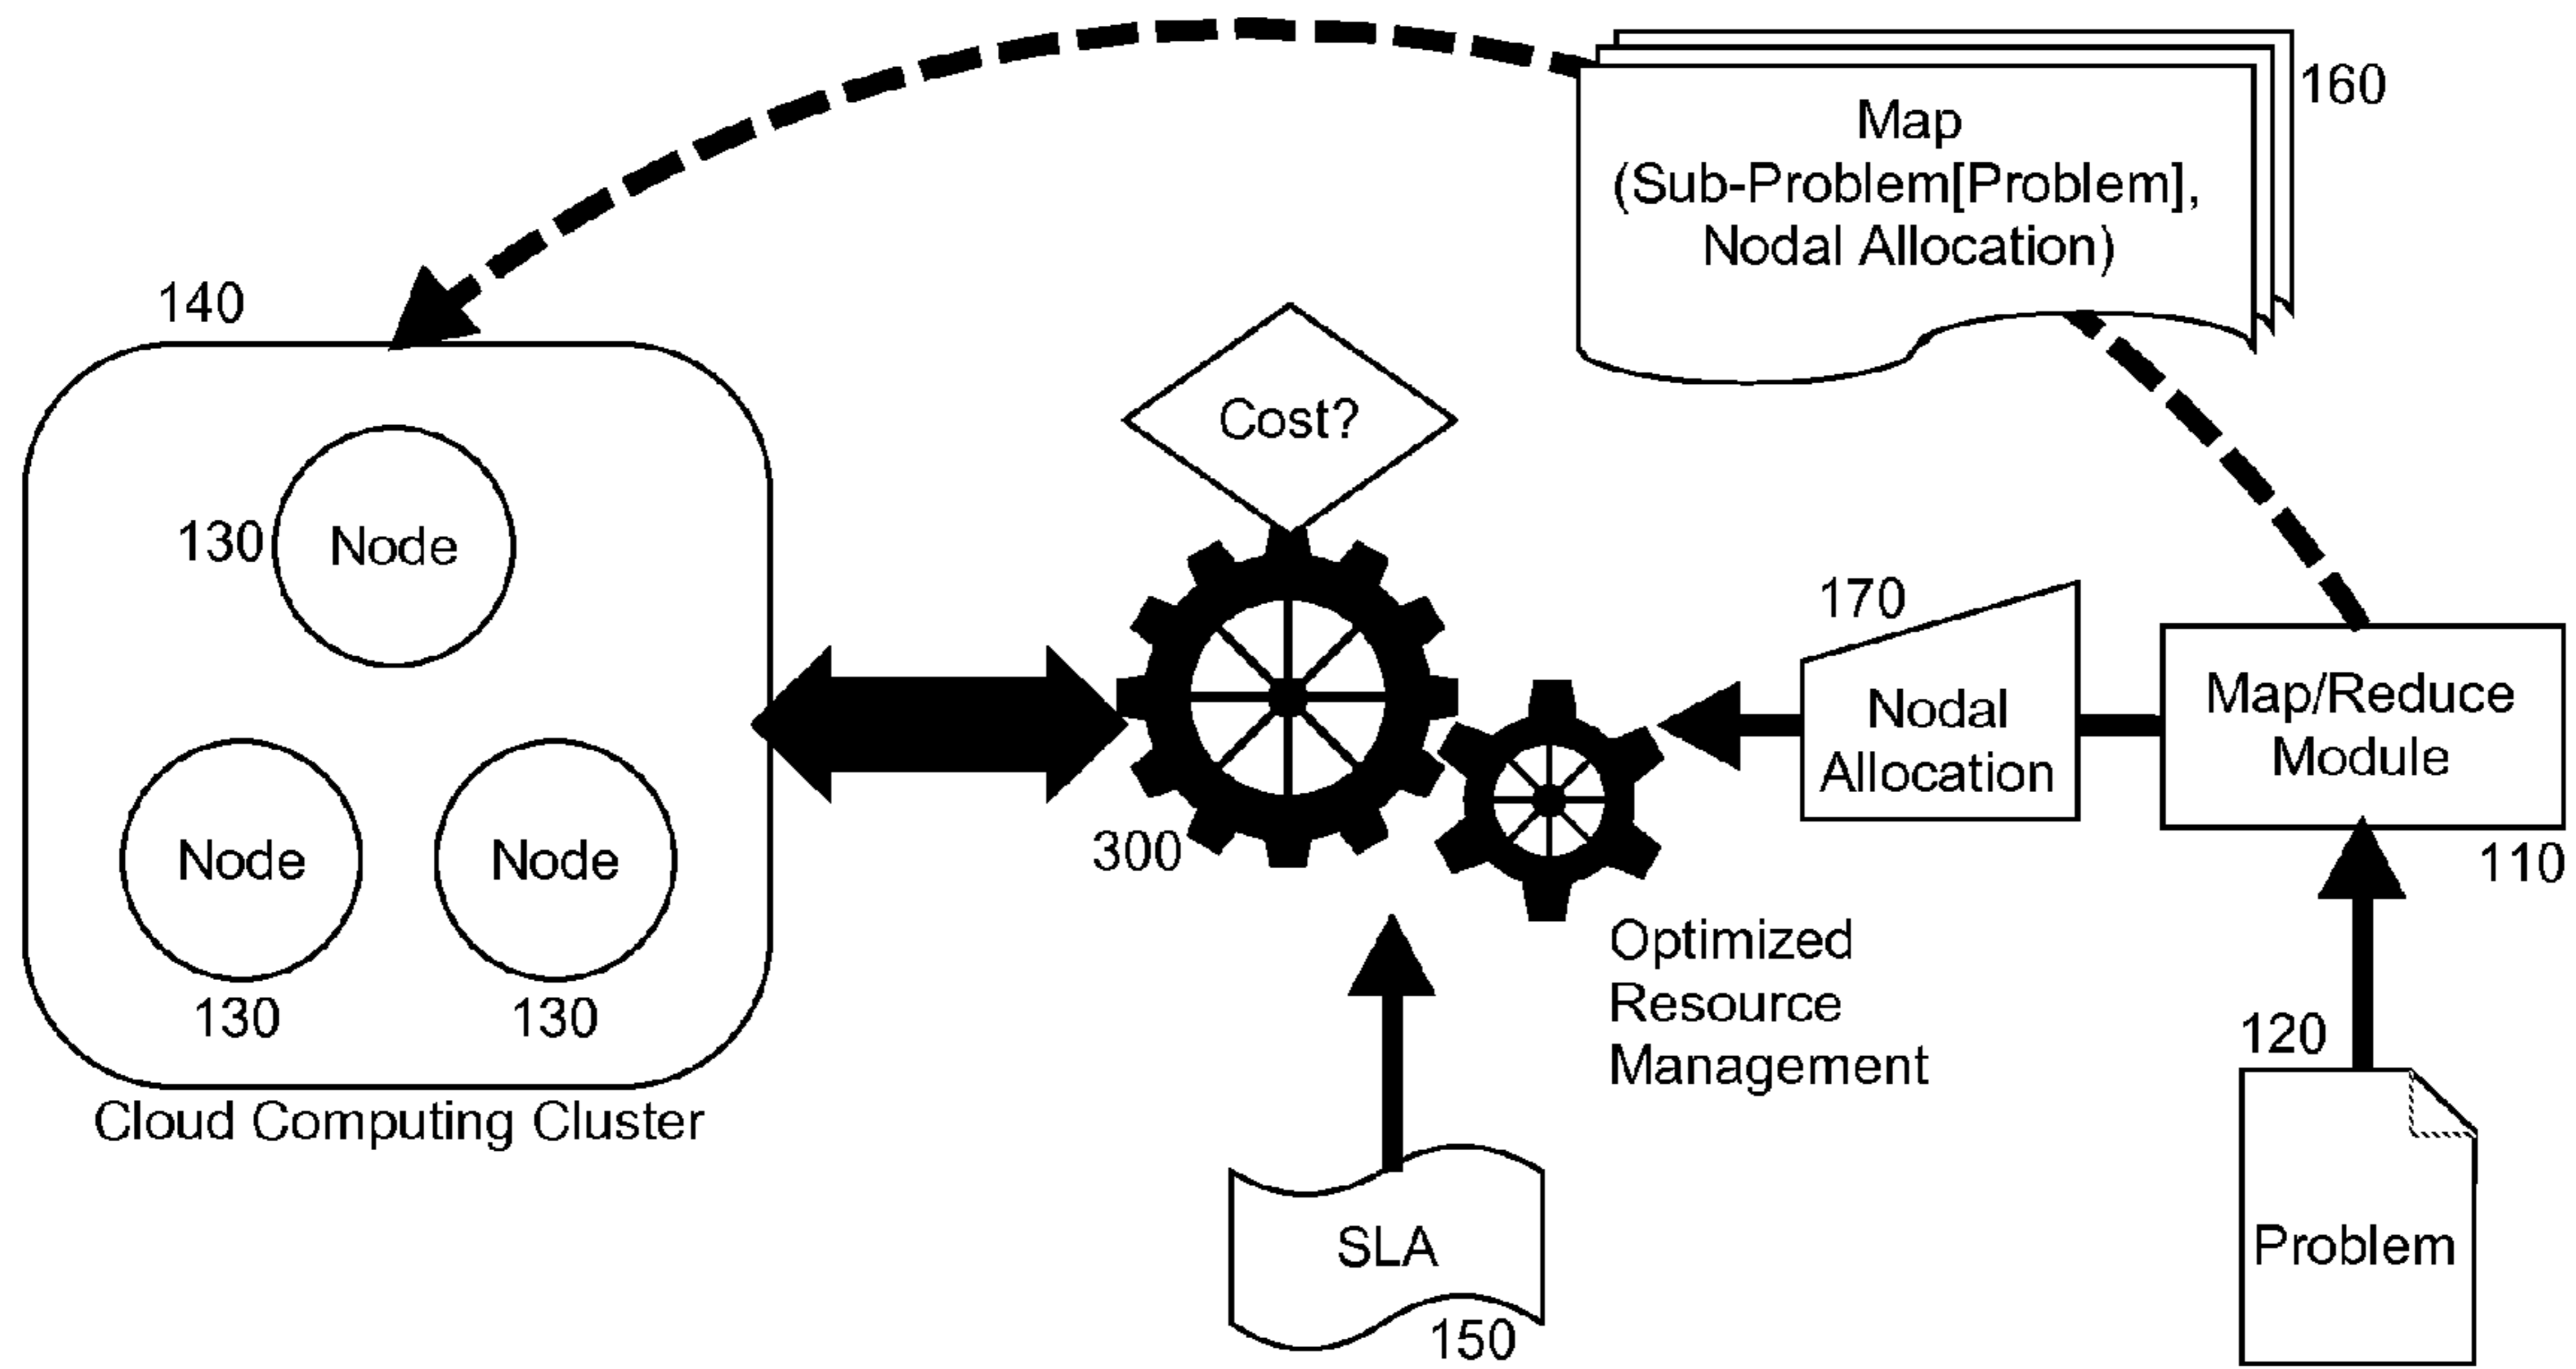 160
Map
(Sub-Problem[Problem],
Nodal Allocation)
140
Cost?
130
Node
170
Nodal
Allocation
Map/Reduce
Module
110
300
Node
Node
130
130
Cloud Computing Cluster
Optimized
Resource
Management
120
Problem
SLA
150